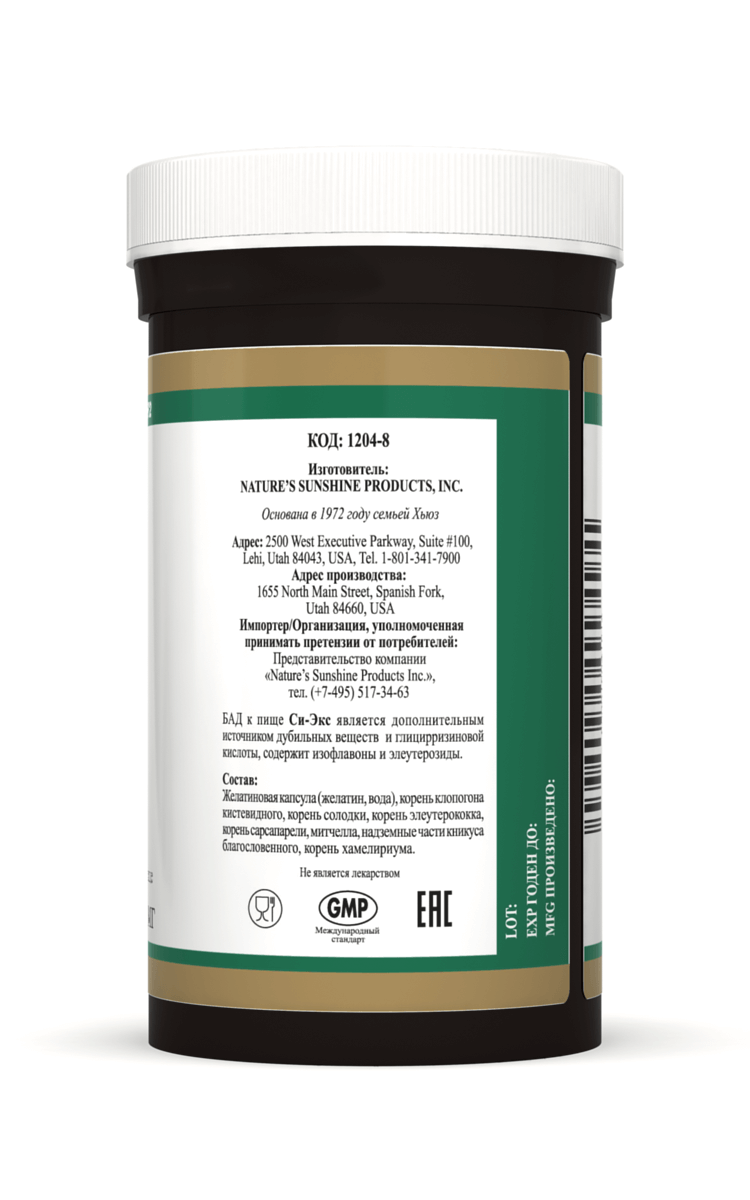 КОД: 1204-8
Изготовитель:
NATURE'S SUNSHINE PRODUCTS, INC.
Основана в 1972 году семьей Хьюз
Адрес: 2500 West Executive Parkway, Suite #100,
Lehi, Utah 84043, USA, Tel. 1-801-341-7900
Адрес производства:
1655 North Main Street, Spanish Fork,
Utah 84660, USA
Импортер/Организация, уполномоченная
принимать претензии от потребителей:
Представительство компании
«Nature's Sunshine Products Inc.»,
тел. (+7-495) 517-34-63
БАД к пище Си-Экс является дополнительным
источником дубильных веществ и глицирризиновой
кислоты, содержит изофлавоны и элеутерозиды.
Состав:
Желатиновая капсула (желатин, вода), корень клопогона
кистевидного, корень солодки, корень элеутерококка,
корень сарсапарели, митчелла, надземные части кникуса
благословенного, корень хамелириума.
Не является лекарством
GMP
Международный
стандарт
EAC
LOT:
EXP ГОДЕН ДО:
MFG ПРОИЗВЕДЕНО: